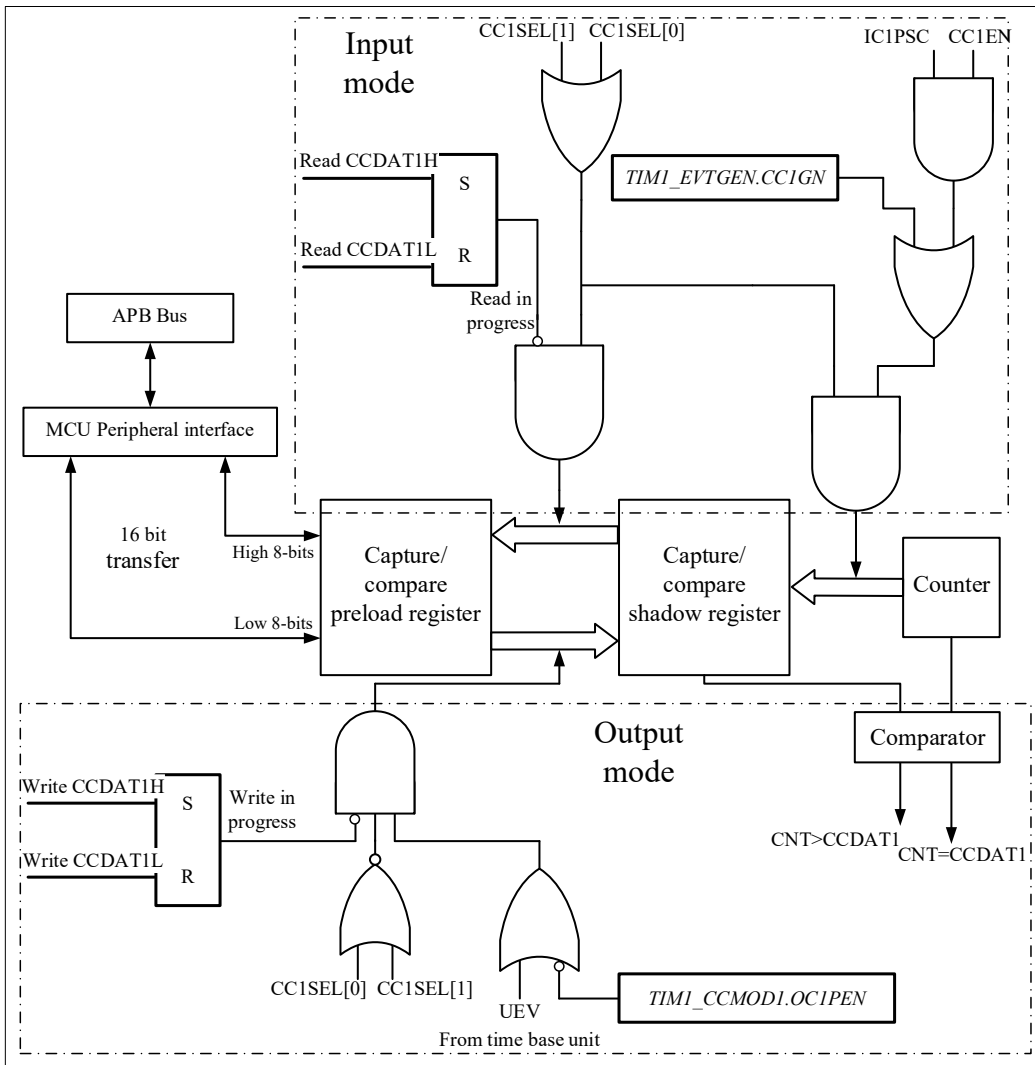 Input
mode
CC1SEL[1] CC1SEL[0]
IC1PSC CC1EN
Read CCDAT1H
S
TIM1_EVTGEN.CC1GN
Read CCDAT1L
R
Read in
progress
APB Bus
MCU Peripheral interface
16 bit
transfer
High 8-bits
Low 8-bits
Capture/
compare
preload register
Capture/
compare
shadow register
Counter
Output
mode
Comparator
Write CCDAT1H
S
Write in
progress
Write CCDAT1L
R
CNT>CCDAT1
CNT=CCDAT1
CC1SEL[0] CC1SEL[1]
UEV
TIM1_CCMOD1.OC1PEN
From time base unit